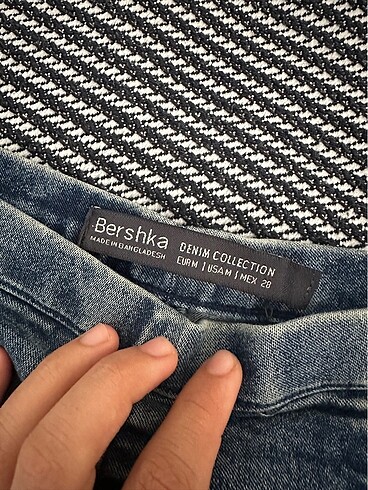 Bershka
MADE IN BANGLADESH
DENIM COLLECTION
EUR M | USA M | MEX 28